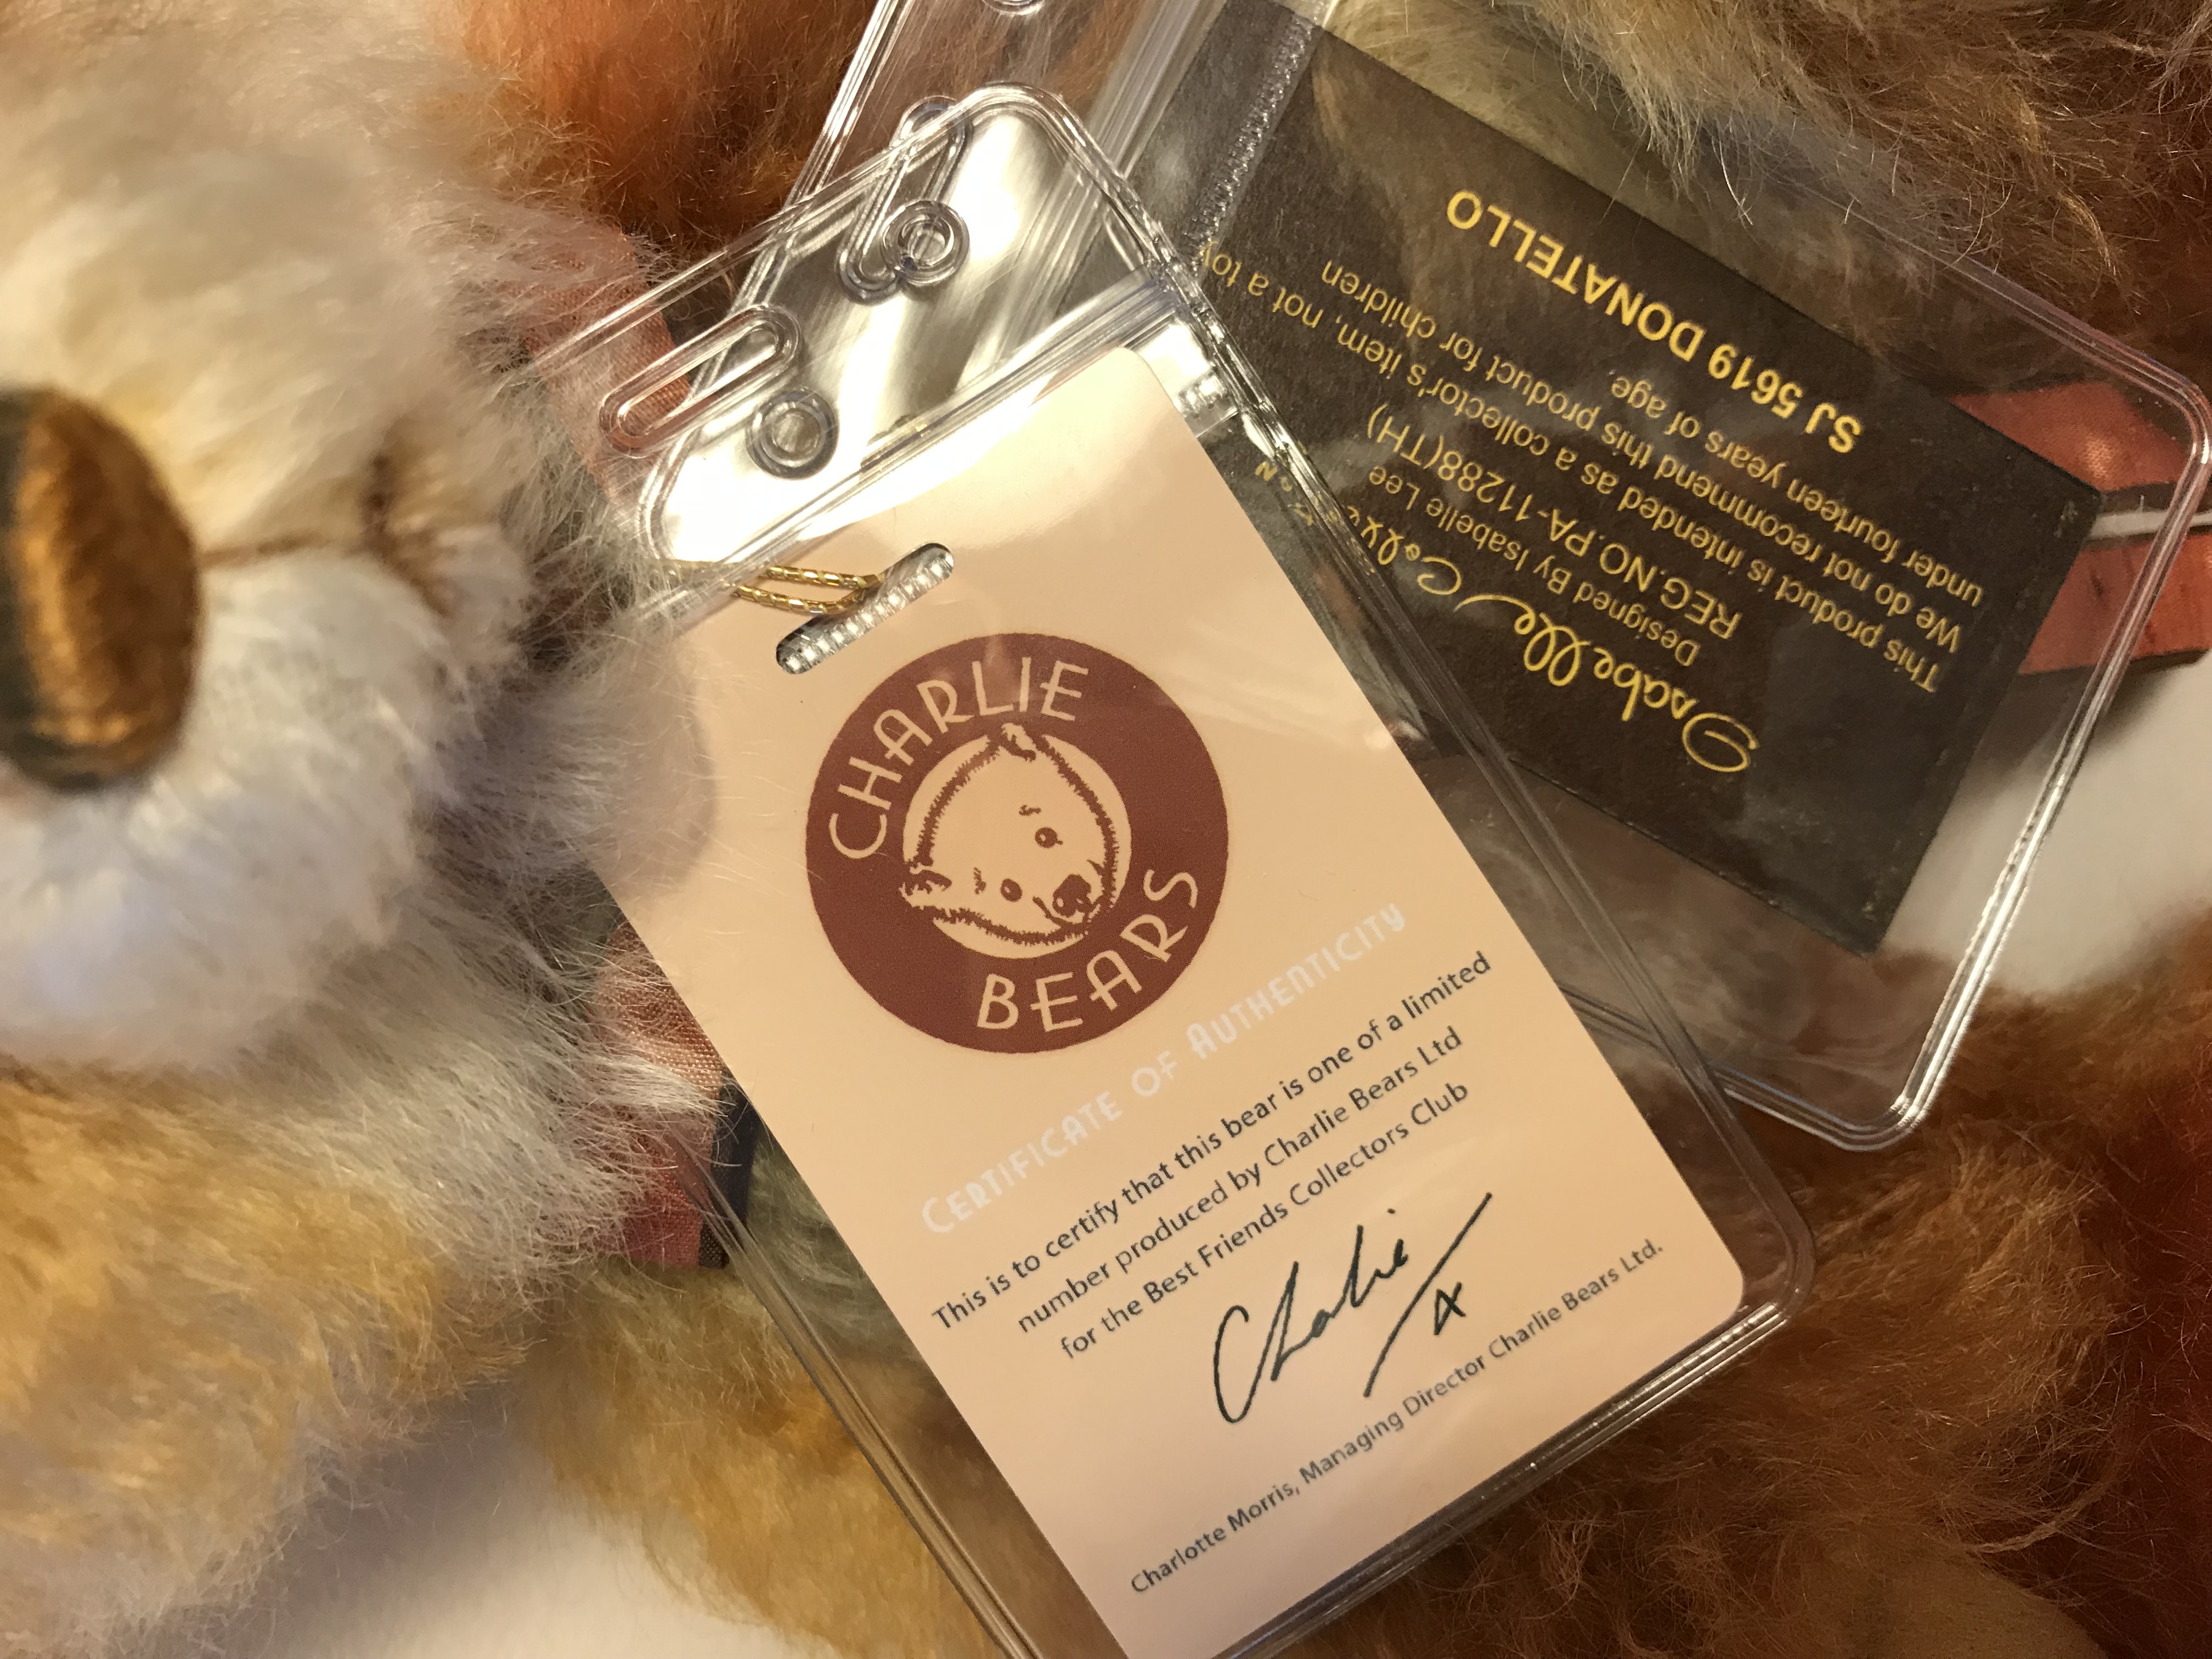 CHARLIE
BEARS
CERTIFICATE OF AUTHENTICITY
This is to certify that this bear is one of a limited
number produced by Charlie Bears Ltd
for the Best Friends Collectors Club
Charlie
4
Charlotte Morris, Managing Director Charlie Bears Ltd.
Isabelle
Designed By Isabelle Lee
REG.NO.PA-11288(TH)
This product is intended as a collector's item, not a toy
We do not recommend this product for children
under fourteen years of age.
SJ 5619 DONATELLO